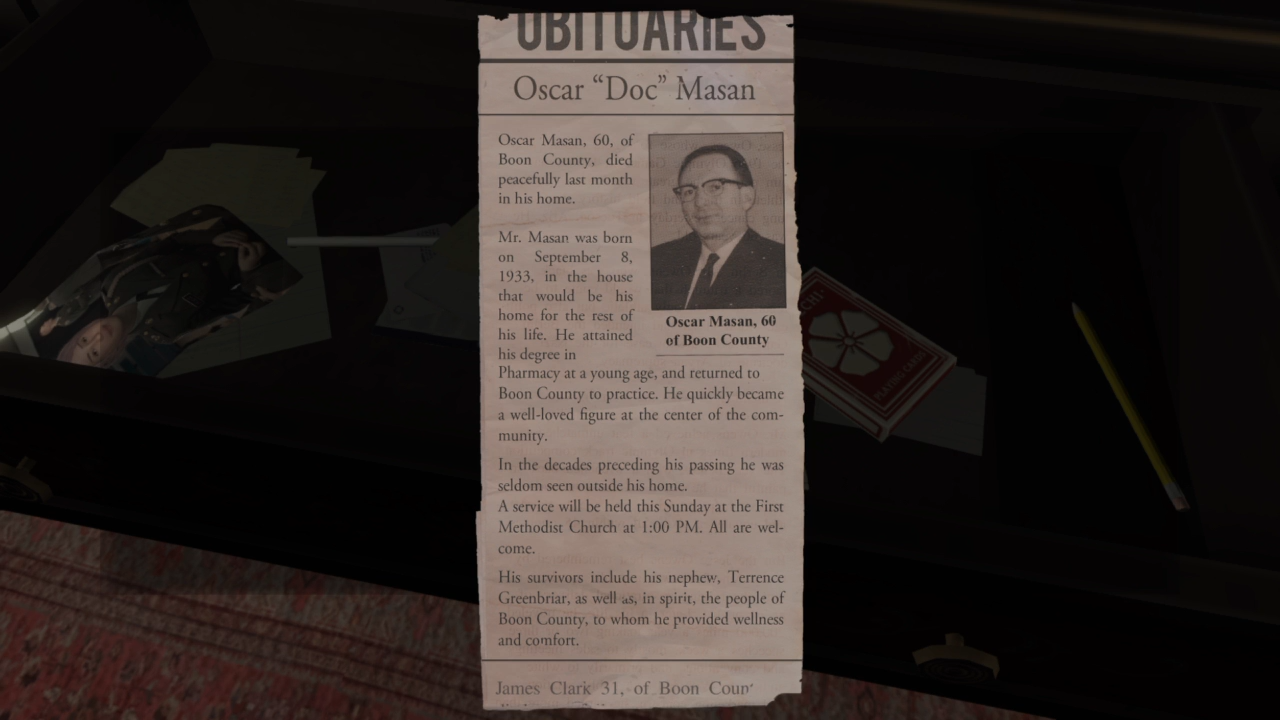 OBITUARIES
Oscar “Doc” Masan
Oscar Masan, 60, of
Boon County, died
peacefully last month
in his home.
Mr. Masan was born
on September 8,
1933, in the house
that would be his
home for the rest of
his life. He attained
his degree in
Pharmacy at a young age, and returned to
Boon County to practice. He quickly became
a well-loved figure at the center of the com-
munity.
Oscar Masan, 60
of Boon County
In the decades preceding his passing he was
seldom seen outside his home.
A service will be held this Sunday at the First
Methodist Church at 1:00 PM. All are wel-
come.
His survivors include his nephew, Terrence
Greenbriar, as well as, in spirit, the people of
Boon County, to whom he provided wellness
and comfort.
James Clark 31, of Boon Coun
PLAYING CARDS